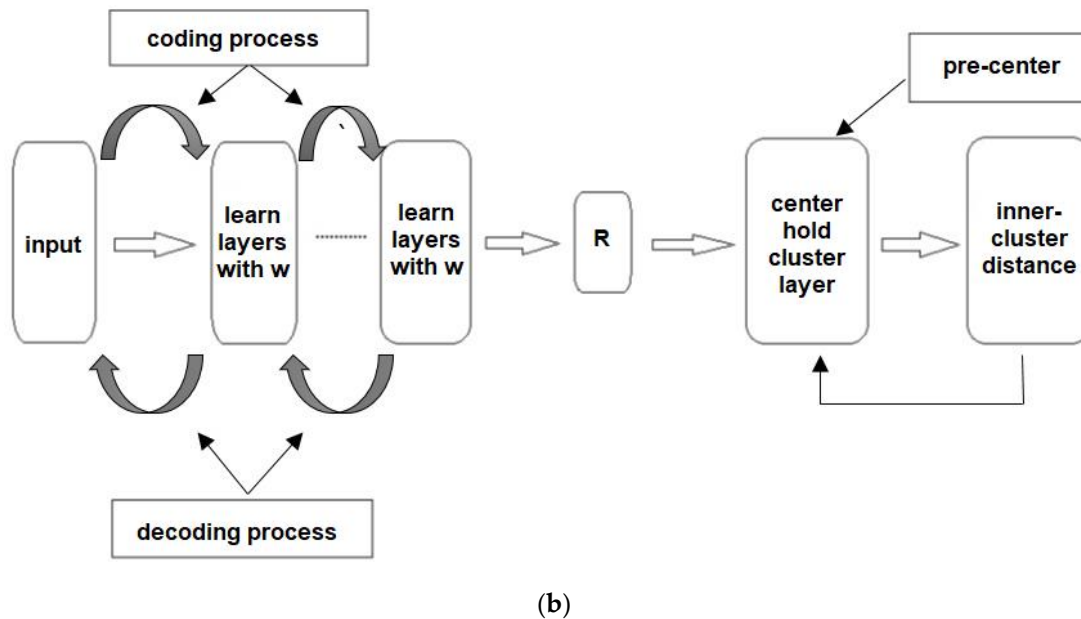 coding process
pre-center
input
learn
layers
with w
learn
layers
with w
R
center
hold
cluster
layer
inner-
cluster
distance
decoding process
(b)